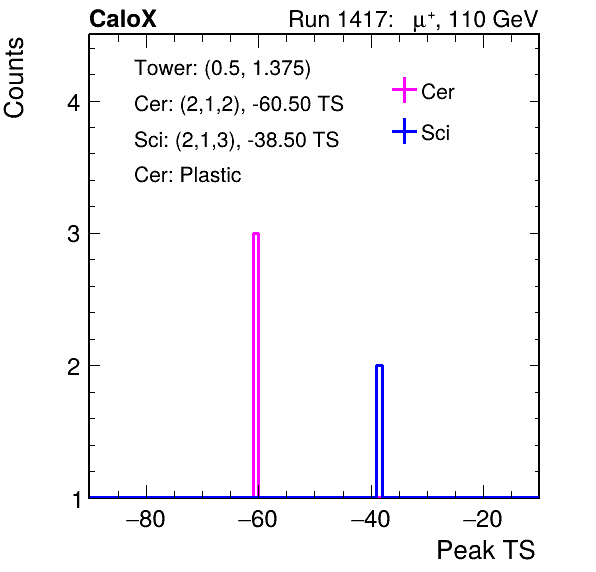 CaloX Run 1417: μ⁺, 110 GeV
Counts
Tower: (0.5, 1.375)
Cer: (2,1,2), -60.50 TS
Sci: (2,1,3), -38.50 TS
Cer: Plastic
Cer
Sci
4
3
2
1
−80 −60 −40 −20
Peak TS